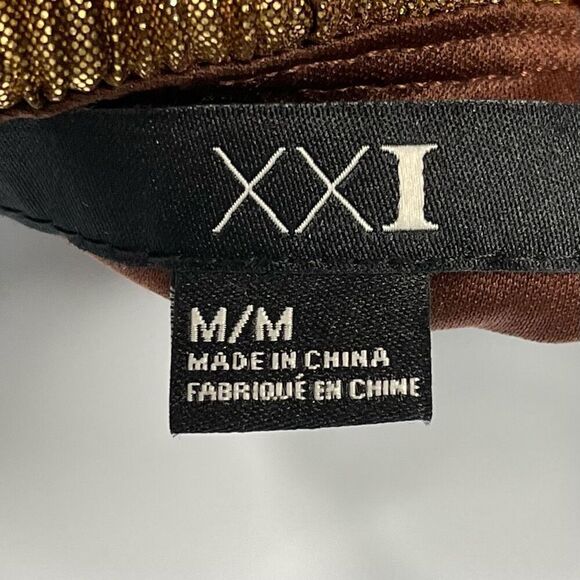 XXI
M/M
MADE IN CHINA
FABRIQUÉ EN CHINE